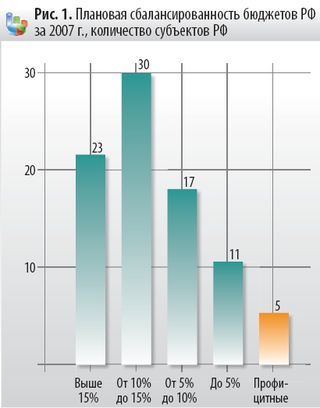 Рис. 1. Плановая сбалансированность бюджетов РФ
за 2007 г., количество субъектов РФ
30
20
10
23
30
17
11
5
Выше
15%
От 10%
до 15%
От 5%
до 10%
До 5%
Профи-
цитные